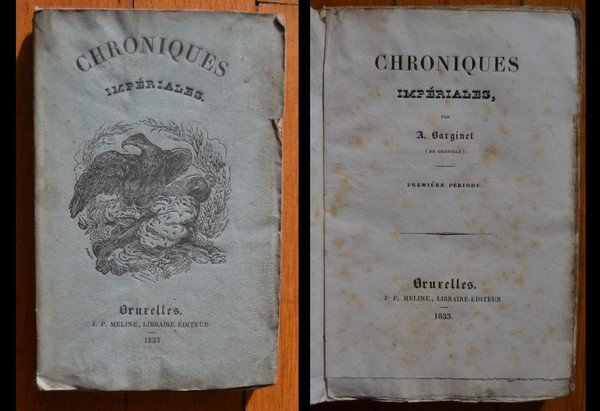 CHRONIQUES
IMPÉRIALES.
Bruxelles.
J. P. MELINE, LIBRAIRE-ÉDITEUR.
1833
CHRONIQUES
IMPÉRIALES,
PAR
A. Barginet
(DE GRENOBLE).
PREMIÈRE PÉRIODE.
Bruxelles.
J. P. MELINE, LIBRAIRE-ÉDITEUR
1833.